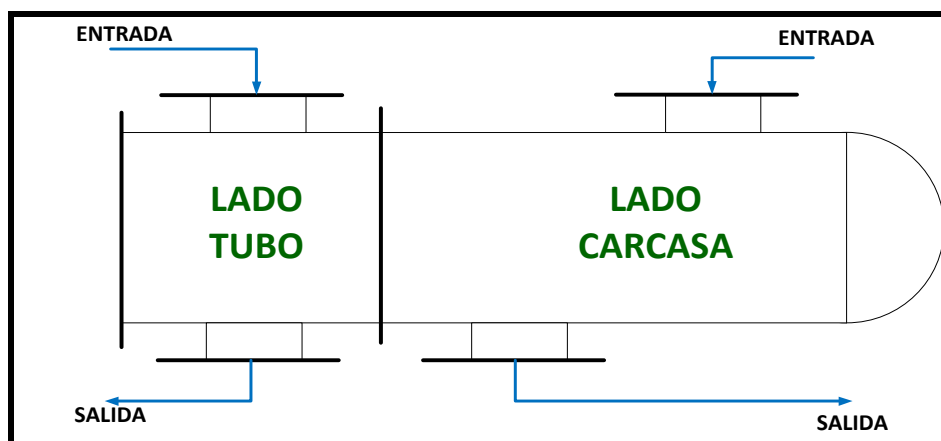 ENTRADA
ENTRADA
LADO
TUBO
LADO
CARCASA
SALIDA
SALIDA